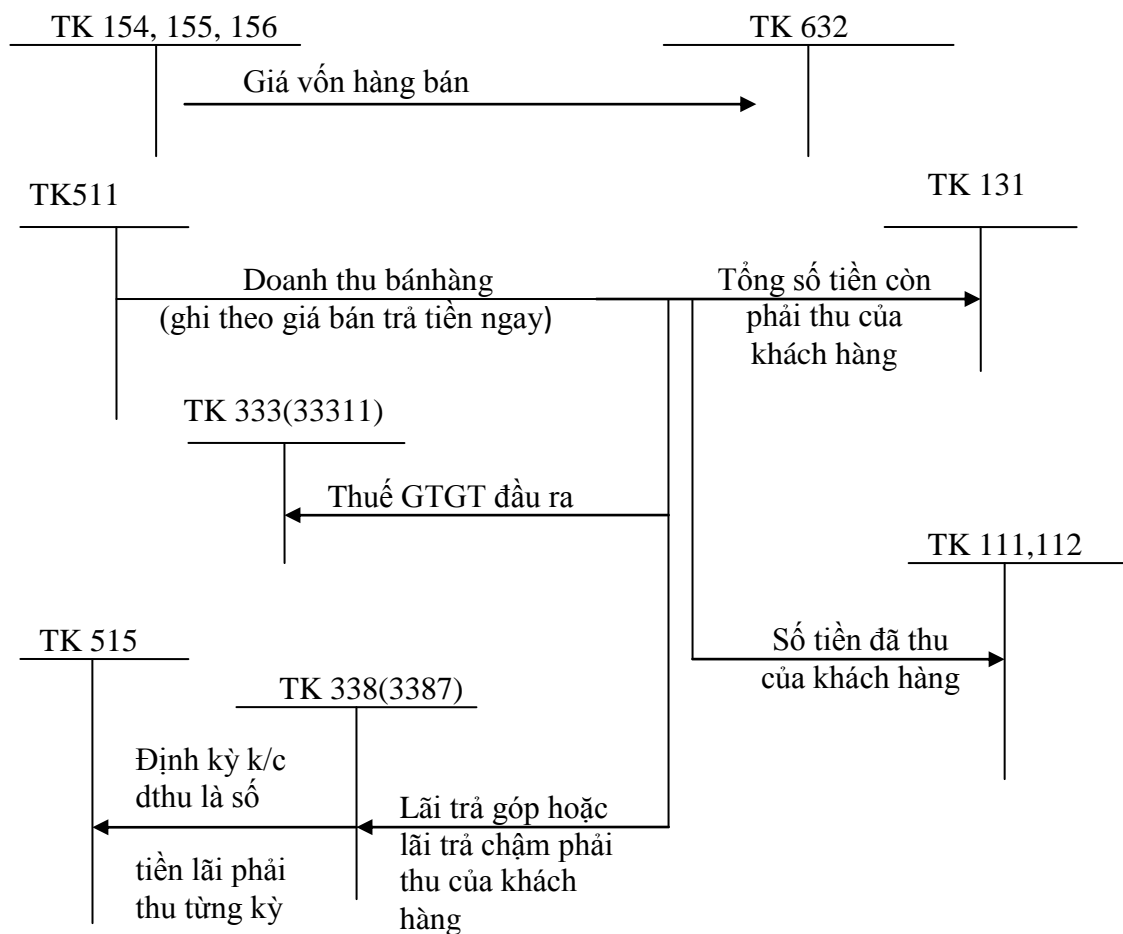 TK 154, 155, 156
TK 632
Giá vốn hàng bán
TK511
TK 131
Doanh thu bánhàng
(ghi theo giá bán trả tiền ngay)
Tổng số tiền còn
phải thu của
khách hàng
TK 333(33311)
Thuế GTGT đầu ra
TK 111,112
Số tiền đã thu
của khách hàng
TK 515
TK 338(3387)
Định kỳ k/c
dthu là số
tiền lãi phải
thu từng kỳ
Lãi trả góp hoặc
lãi trả chậm phải
thu của khách
hàng